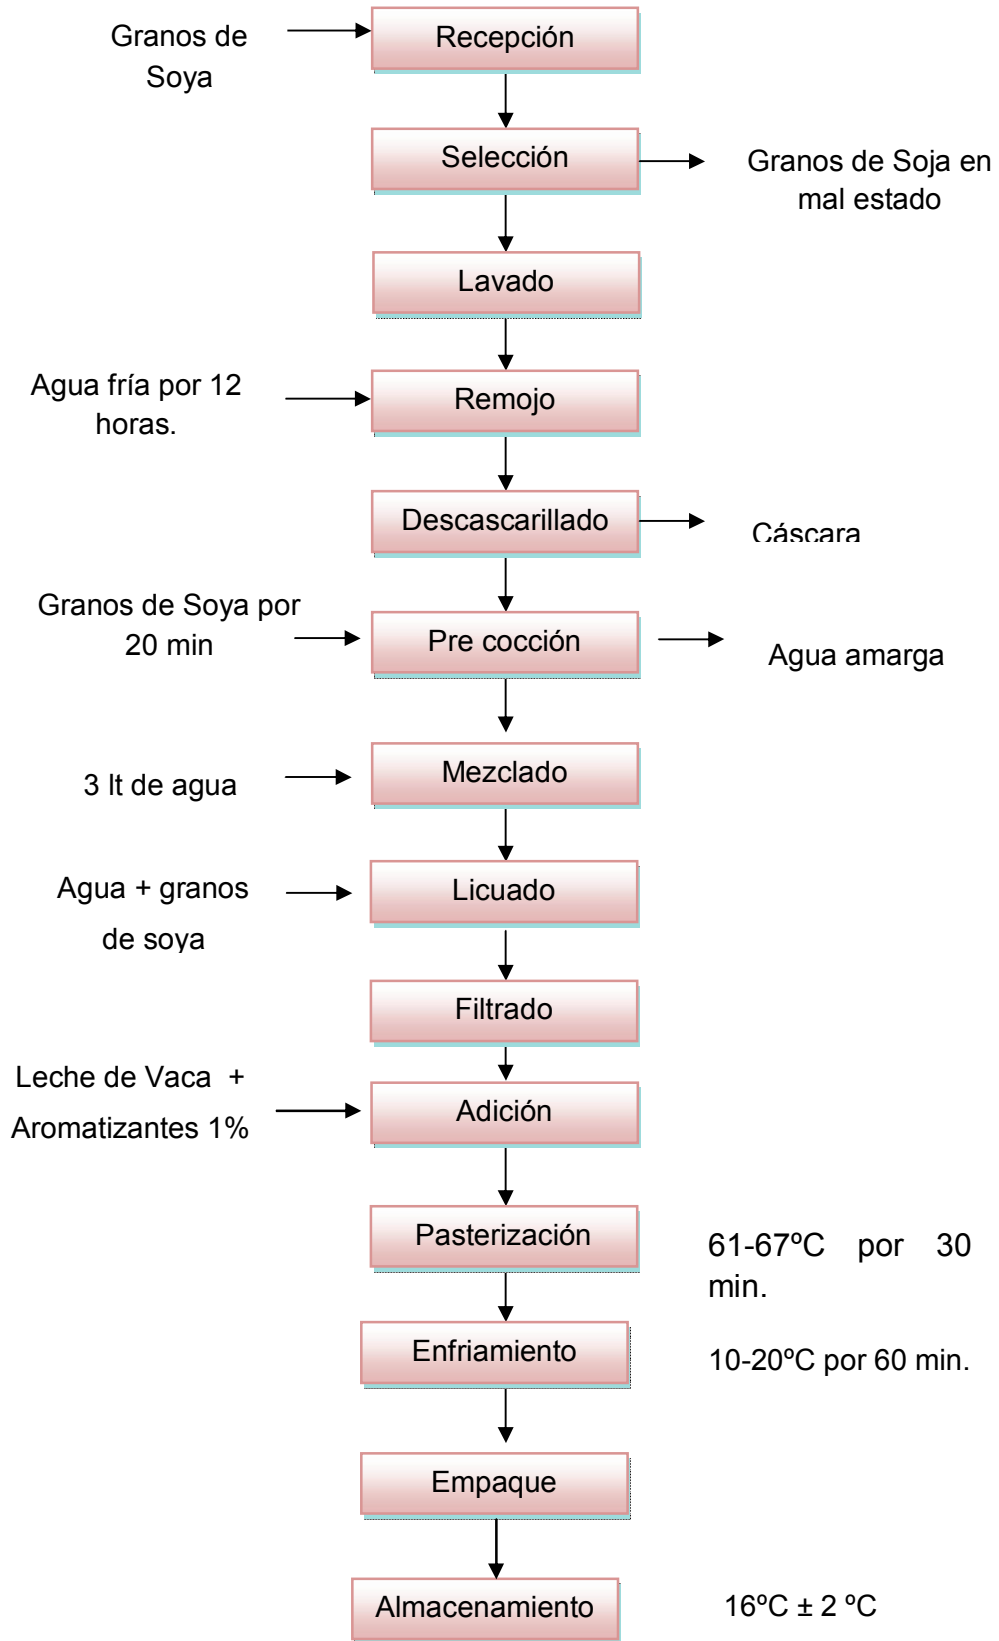 Granos de
Soya
Recepción
Selección
Granos de Soja en
mal estado
Lavado
Agua fría por 12
horas.
Remojo
Descascarillado
Cáscara
Granos de Soya por
20 min
Pre cocción
Agua amarga
3 lt de agua
Mezclado
Agua + granos
de soya
Licuado
Filtrado
Leche de Vaca +
Aromatizantes 1%
Adición
Pasterización
61-67ºC por 30
min.
Enfriamiento
10-20ºC por 60 min.
Empaque
Almacenamiento
16ºC ± 2 ºC